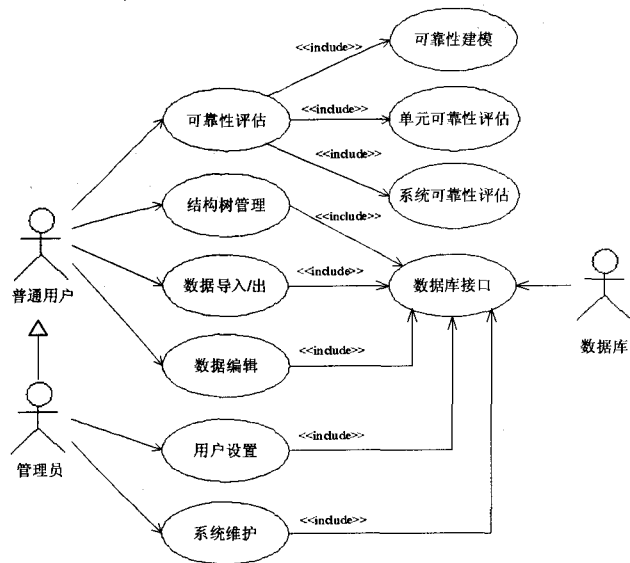 <<include>>
可靠性建模
可靠性评估
<<include>>
单元可靠性评估
<<include>>
系统可靠性评估
结构树管理
<<include>>
普通用户
数据导入/出
<<include>>
数据库接口
数据库
数据编辑
<<include>>
管理员
用户设置
<<include>>
系统维护
<<include>>